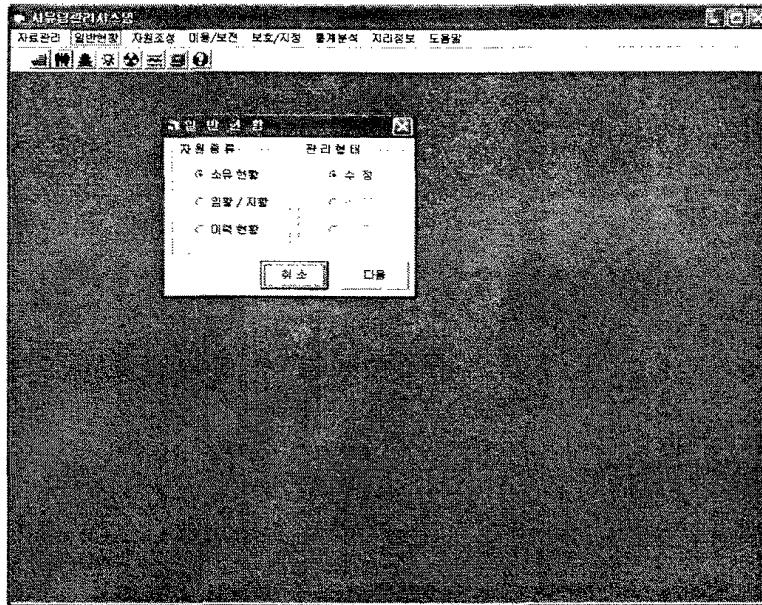 사유림관리시스템
자료관리 일반현황 자원조성 이용/보전 보호/지정 통계분석 지리정보 도움말
일 반 현 황
자 원 종 류 관 리 형 태
소유 현황 수 정
임황 / 지황
이력 현황
취 소 다음